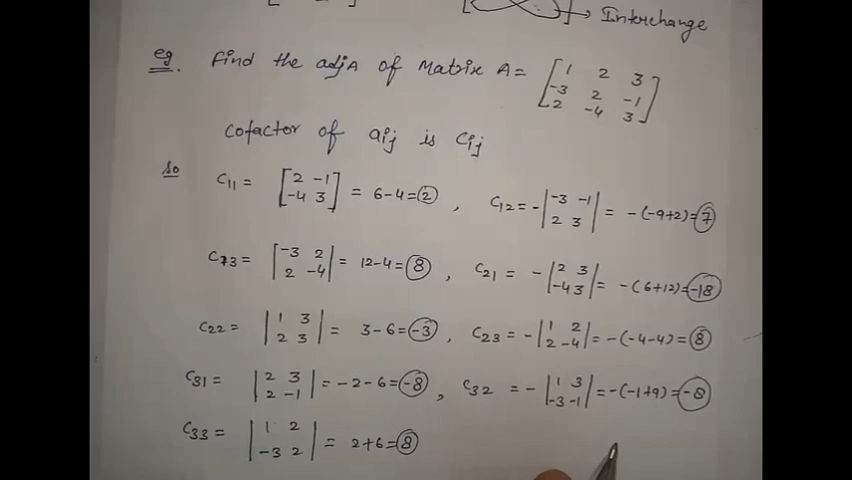 ] → Interchange
eg. Find the adjA of Matrix A = [1 2 3
-3 2 -1
2 -4 3]
cofactor of aij is cij
so C11 = [2 -1 -4 3] = 6-4=2 , C12 = -|-3 -1 2 3| = -(-9+2)=7
C13 = |-3 2 2 -4| = 12-4=8 , C21 = -|2 3 -4 3| = -(6+12)=-18
C22 = |1 3 2 3| = 3-6=-3 , C23 = -|1 2 2 -4| = -(-4-4)=8
C31 = |2 3 2 -1| = -2-6=-8 , C32 = -|1 3 -3 -1| = -(-1+9)=-8
C33 = |1 2 -3 2| = 2+6=8